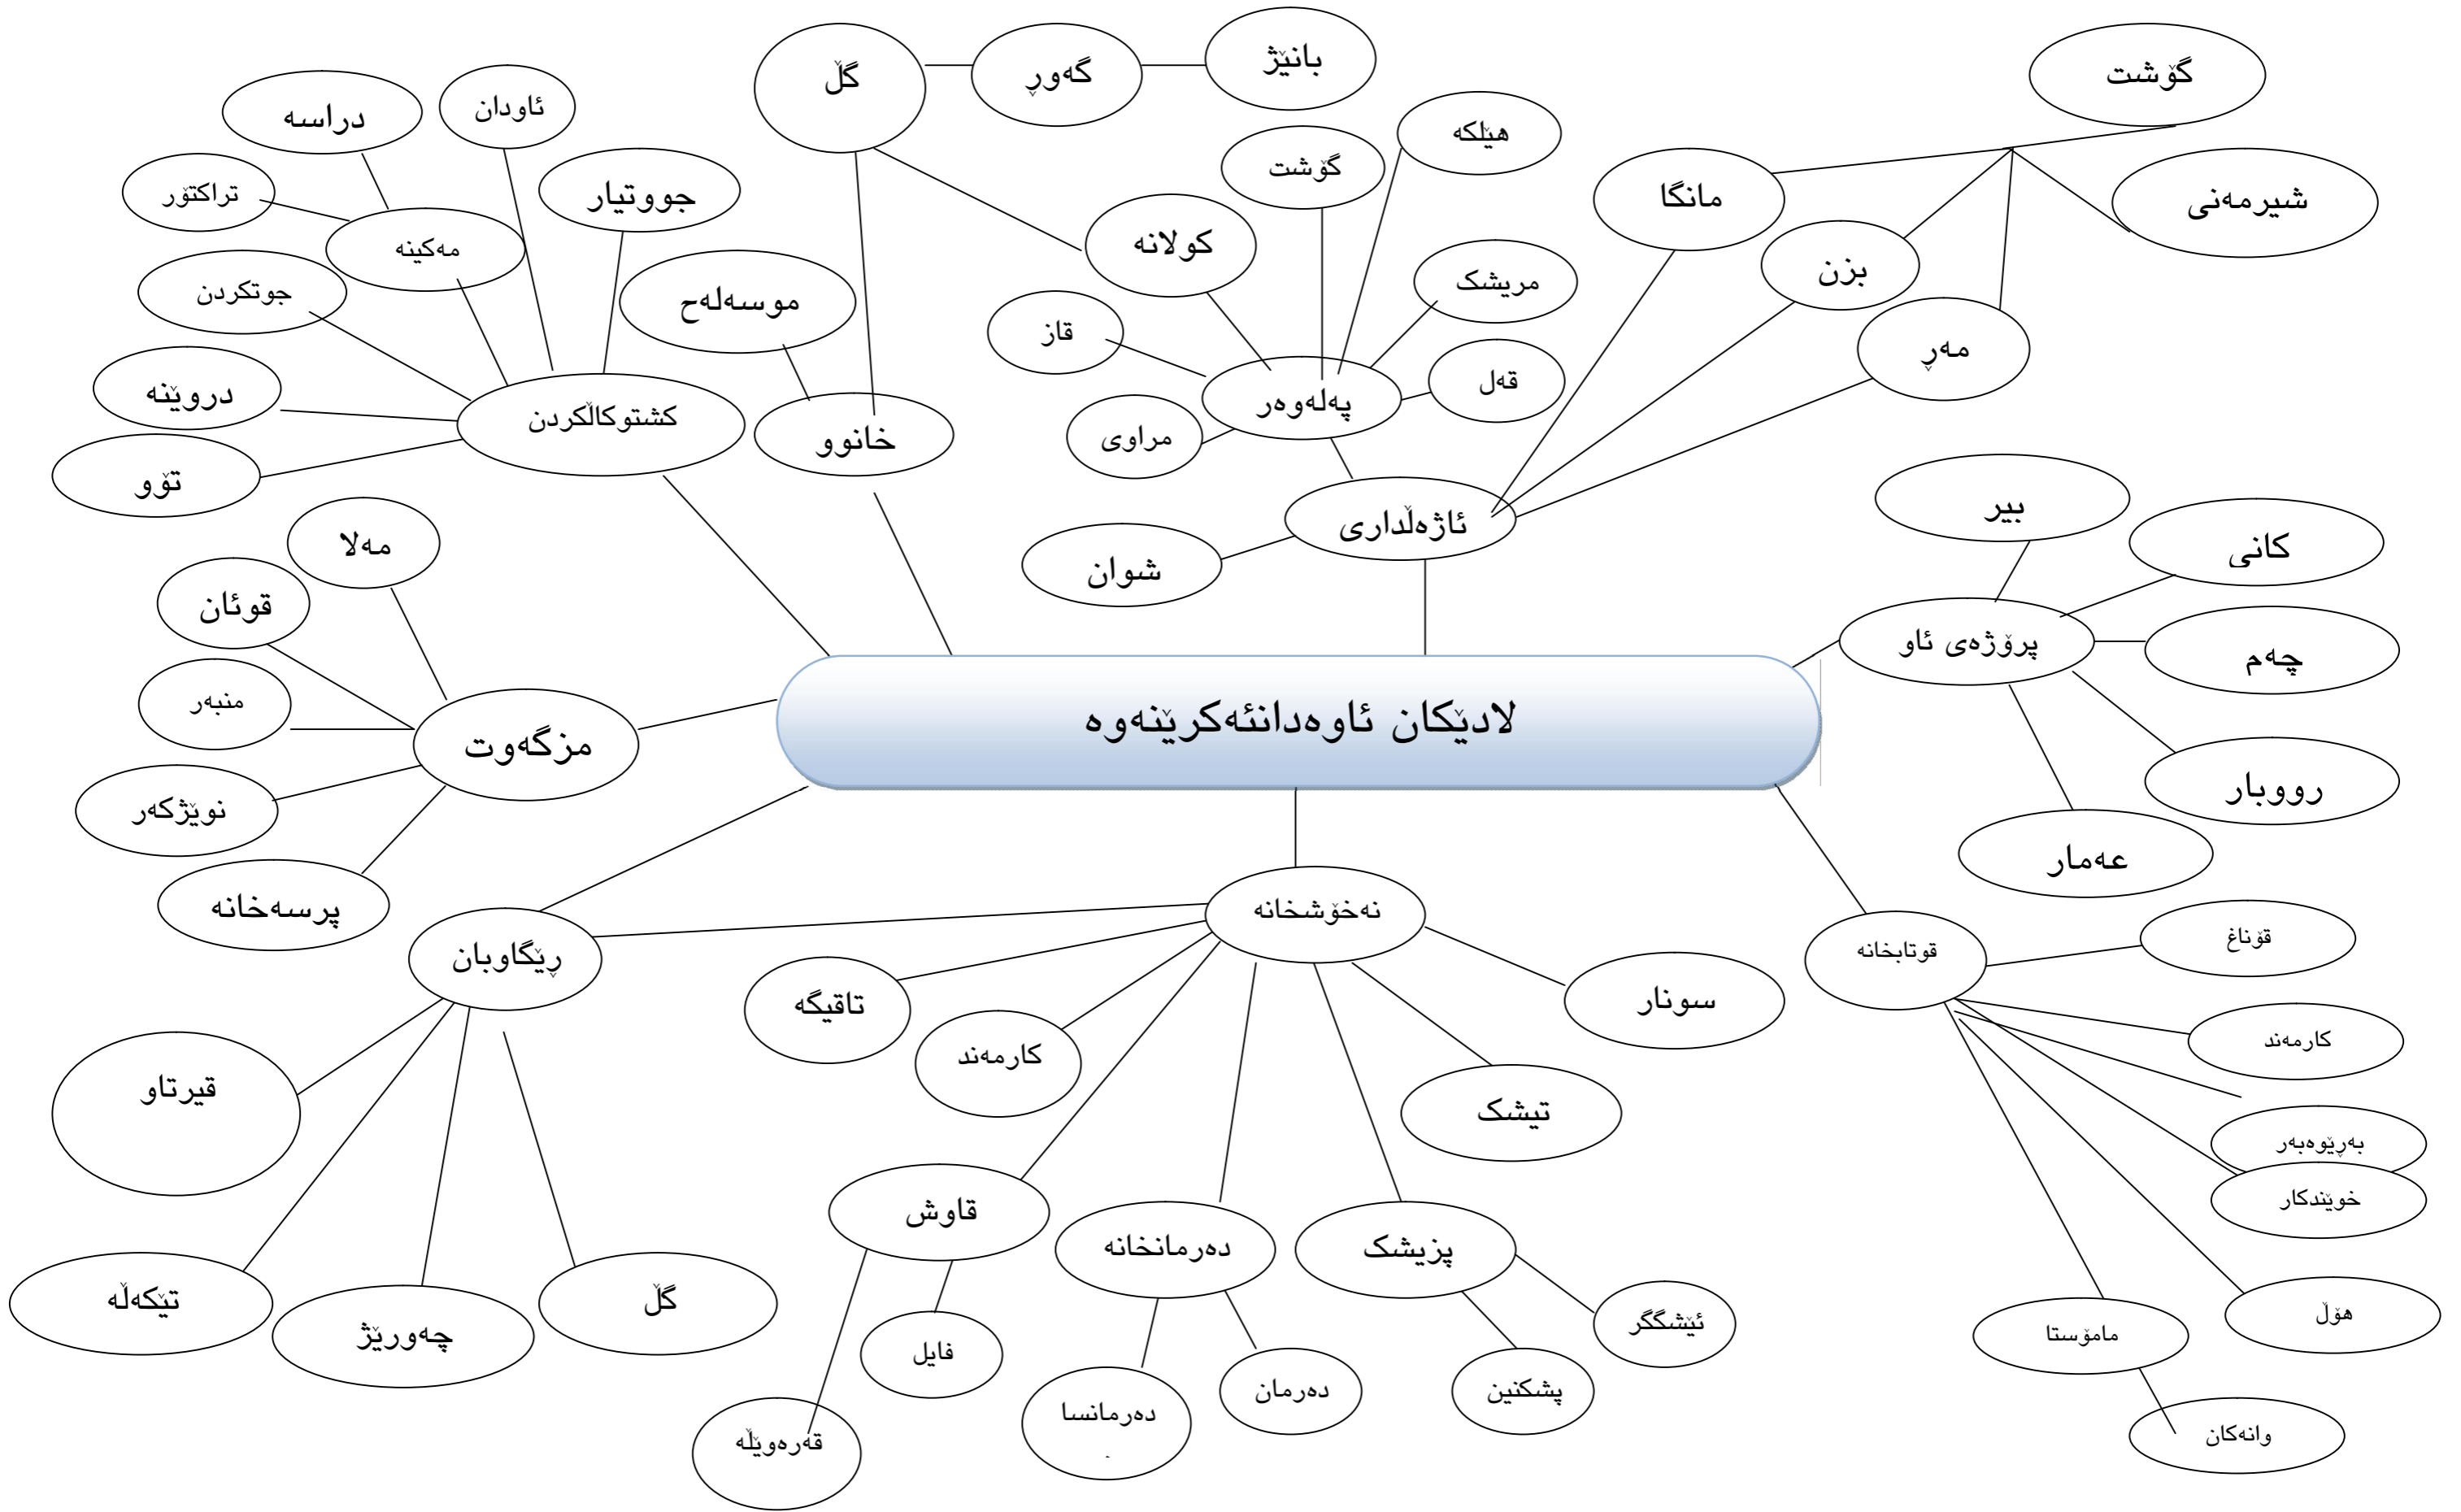 گڵ
گەوڕ
بانێژ
گۆشت
دراسە
ئاودان
هێلکە
تراکتۆر
جووتیار
گۆشت
مانگا
شیرمەنی
مەکینە
کولانە
بزن
جوتکردن
موسەلەح
قاز
مریشک
مەڕ
دروێنە
کشتوکاڵکردن
خانوو
پەلەوەر
قەل
مراوی
تۆو
ئاژەڵداری
بیر
مەلا
شوان
کانی
قوئان
پرۆژەی ئاو
چەم
منبەر
مزگەوت
لادێکان ئاوەدانئەکرێنەوە
رووبار
نوێژکەر
عەمار
پرسەخانە
ڕێگاوبان
نەخۆشخانە
قوتابخانە
قۆناغ
تاقیگە
سونار
کارمەند
کارمەند
قیرتاو
تیشک
بەڕێوەبەر
قاوش
دەرمانخانە
پزیشک
خوێندکار
تێکەڵە
چەورێژ
گڵ
فایل
ئێشگگر
مامۆستا
هۆڵ
قەرەوێڵە
دەرمانسا
دەرمان
پشکنین
وانەکان